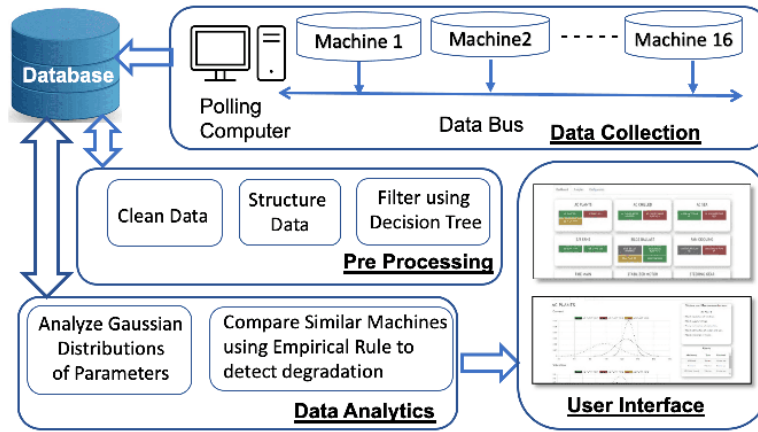 Machine 1
Machine2
Machine 16
Database
Polling
Computer
Data Bus
Data Collection
Clean Data
Structure
Data
Filter using
Decision Tree
Pre Processing
Analyze Gaussian
Distributions
of Parameters
Compare Similar Machines
using Empirical Rule to
detect degradation
Data Analytics
AC PLANTS
User Interface